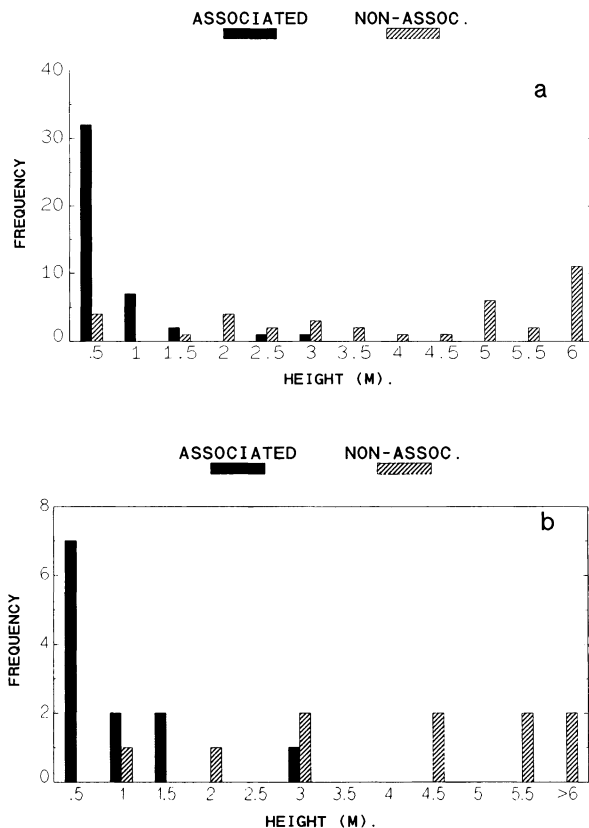 ASSOCIATED NON-ASSOC.
a
40
30
20
10
0
FREQUENCY
.5 1 1.5 2 2.5 3 3.5 4 4.5 5 5.5 6
HEIGHT (M).
ASSOCIATED NON-ASSOC.
b
8
6
4
2
0
FREQUENCY
.5 1 1.5 2 2.5 3 3.5 4 4.5 5 5.5 >6
HEIGHT (M).